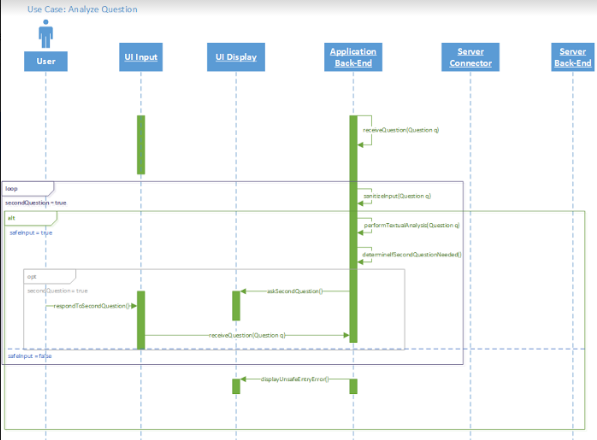 Use Case: Analyze Question
User
UI Input
UI Display
Application
Back-End
Server
Connector
Server
Back-End
receiveQuestion(Question q)
loop
secondQuestion = true
sanitizeInput(Question q)
alt
safeInput = true
performTextualAnalysis(Question q)
determineIfSecondQuestionNeeded()
opt
secondQuestion = true
askSecondQuestion()
respondToSecondQuestion()
receiveQuestion(Question q)
safeInput = false
displayUnsafeEntryError()